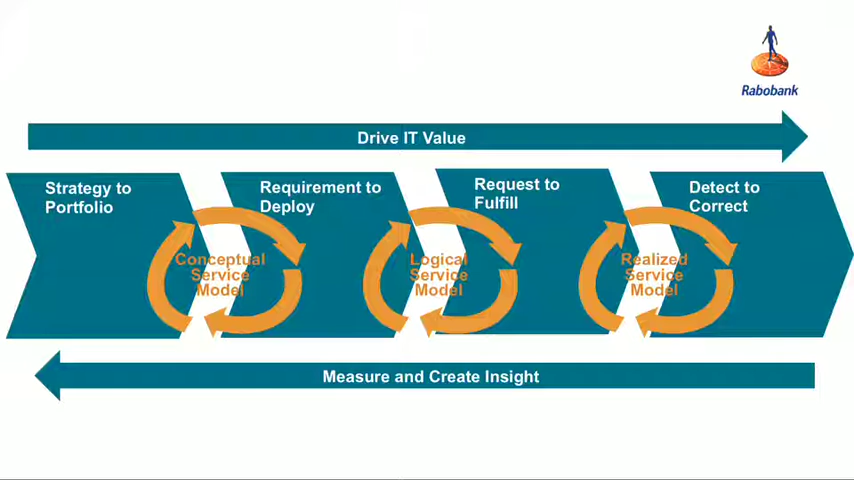 Rabobank
Drive IT Value
Strategy to
Portfolio
Requirement to
Deploy
Request to
Fulfill
Detect to
Correct
Conceptual
Service
Model
Logical
Service
Model
Realized
Service
Model
Measure and Create Insight